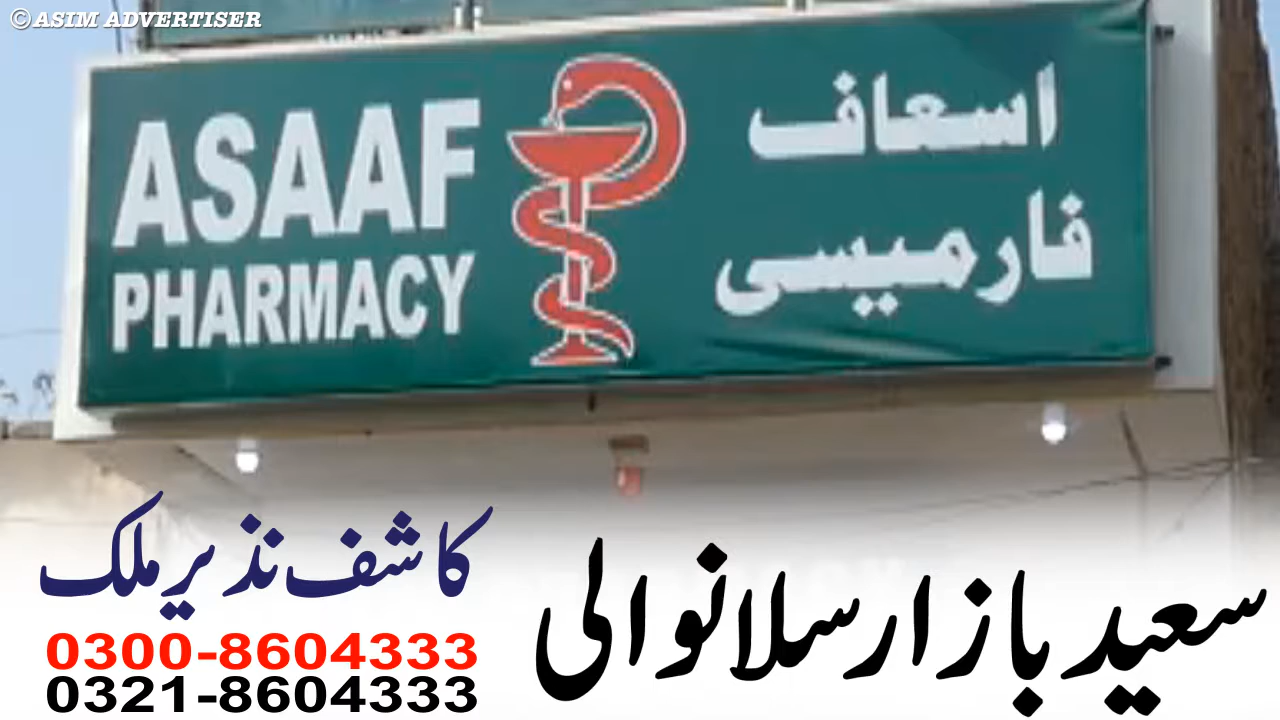 ©ASIM ADVERTISER
ASAAF
PHARMACY
اسعاف
فارمیسی
کاشف نذیر ملک
0300-8604333
0321-8604333
سعید بازار سلانوالی